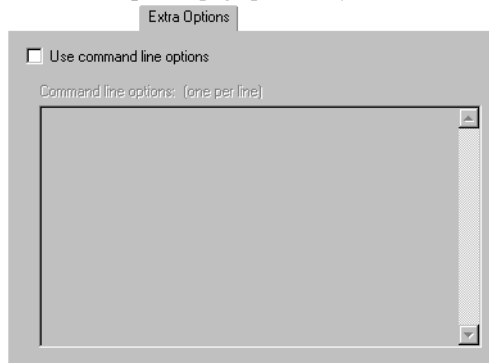 Extra Options
Use command line options
Command line options: (one per line)